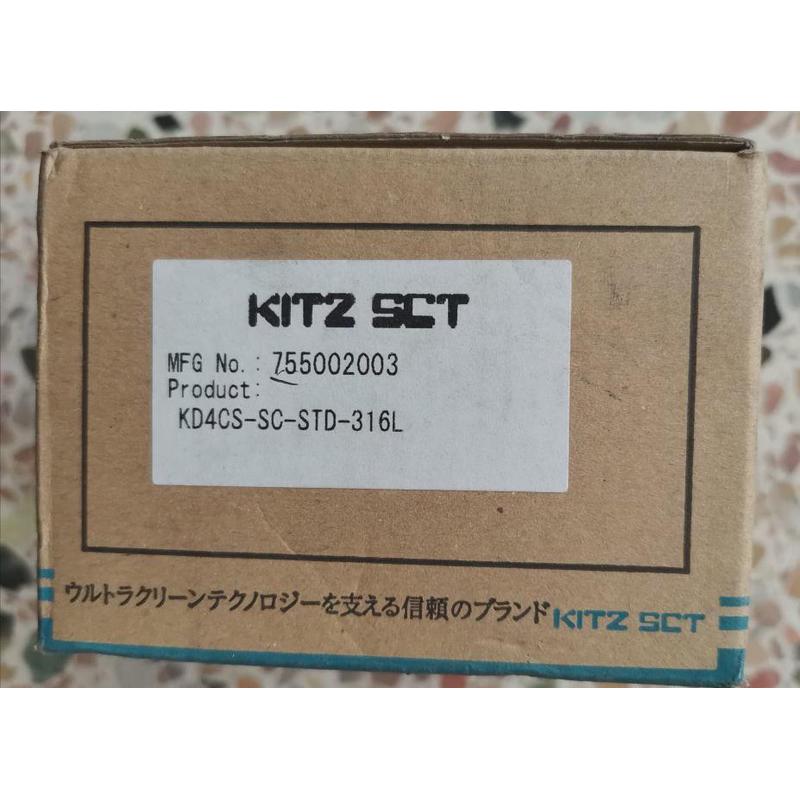 KITZ SCT
MFG No.: 755002003
Product:
KD4CS-SC-STD-316L
ウルトラクリーンテクノロジーを支える信頼のブランド KITZ SCT